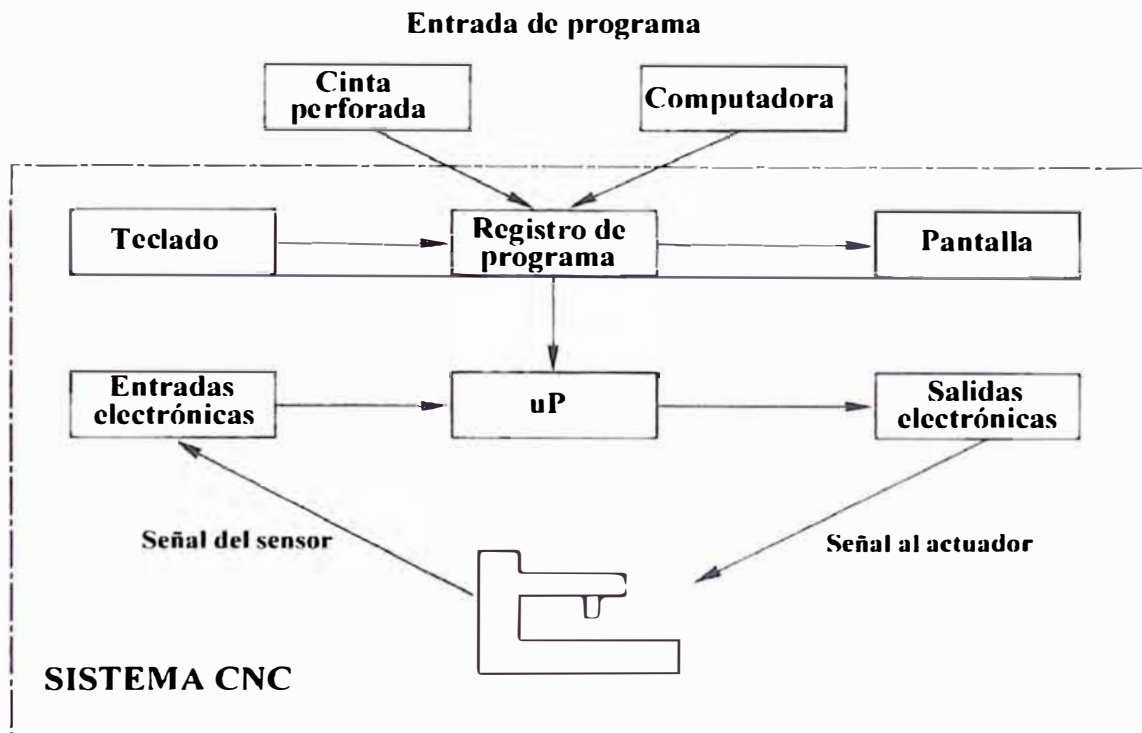 Entrada de programa
Cinta
perforada
Computadora
Teclado
Registro de
programa
Pantalla
Entradas
electrónicas
uP
Salidas
electrónicas
Señal del sensor
Señal al actuador
SISTEMA CNC